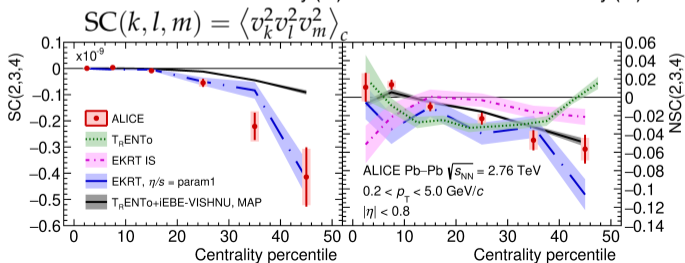 SC(k, l, m) = ⟨v_k^2 v_l^2 v_m^2⟩_c
×10^-9
0.1
0
−0.1
−0.2
−0.3
−0.4
−0.5
−0.6
SC(2,3,4)
ALICE
T_RENTo
EKRT IS
EKRT, η/s = param1
T_RENTo+iEBE-VISHNU, MAP
0 10 20 30 40 50
Centrality percentile
ALICE Pb−Pb √s_NN = 2.76 TeV
0.2 < p_T < 5.0 GeV/c
|η| < 0.8
0 10 20 30 40 50
Centrality percentile
0.06
0.04
0.02
0
−0.02
−0.04
−0.06
−0.08
−0.1
−0.12
−0.14
NSC(2,3,4)